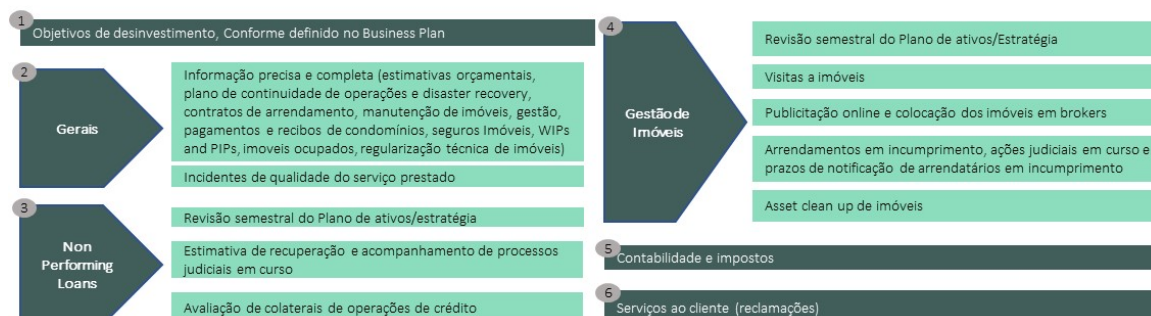 1
Objetivos de desinvestimento, Conforme definido no Business Plan
2
Gerais
Informação precisa e completa (estimativas orçamentais,
plano de continuidade de operações e disaster recovery,
contratos de arrendamento, manutenção de imóveis, gestão,
pagamentos e recibos de condomínios, seguros Imóveis, WIPs
and PIPs, imoveis ocupados, regularização técnica de imóveis)
Incidentes de qualidade do serviço prestado
3
Non
Performing
Loans
Revisão semestral do Plano de ativos/estratégia
Estimativa de recuperação e acompanhamento de processos
judiciais em curso
Avaliação de colaterais de operações de crédito
4
Gestão de
Imóveis
Revisão semestral do Plano de ativos/Estratégia
Visitas a imóveis
Publicitação online e colocação dos imóveis em brokers
Arrendamentos em incumprimento, ações judiciais em curso e
prazos de notificação de arrendatários em incumprimento
Asset clean up de imóveis
5
Contabilidade e impostos
6
Serviços ao cliente (reclamações)